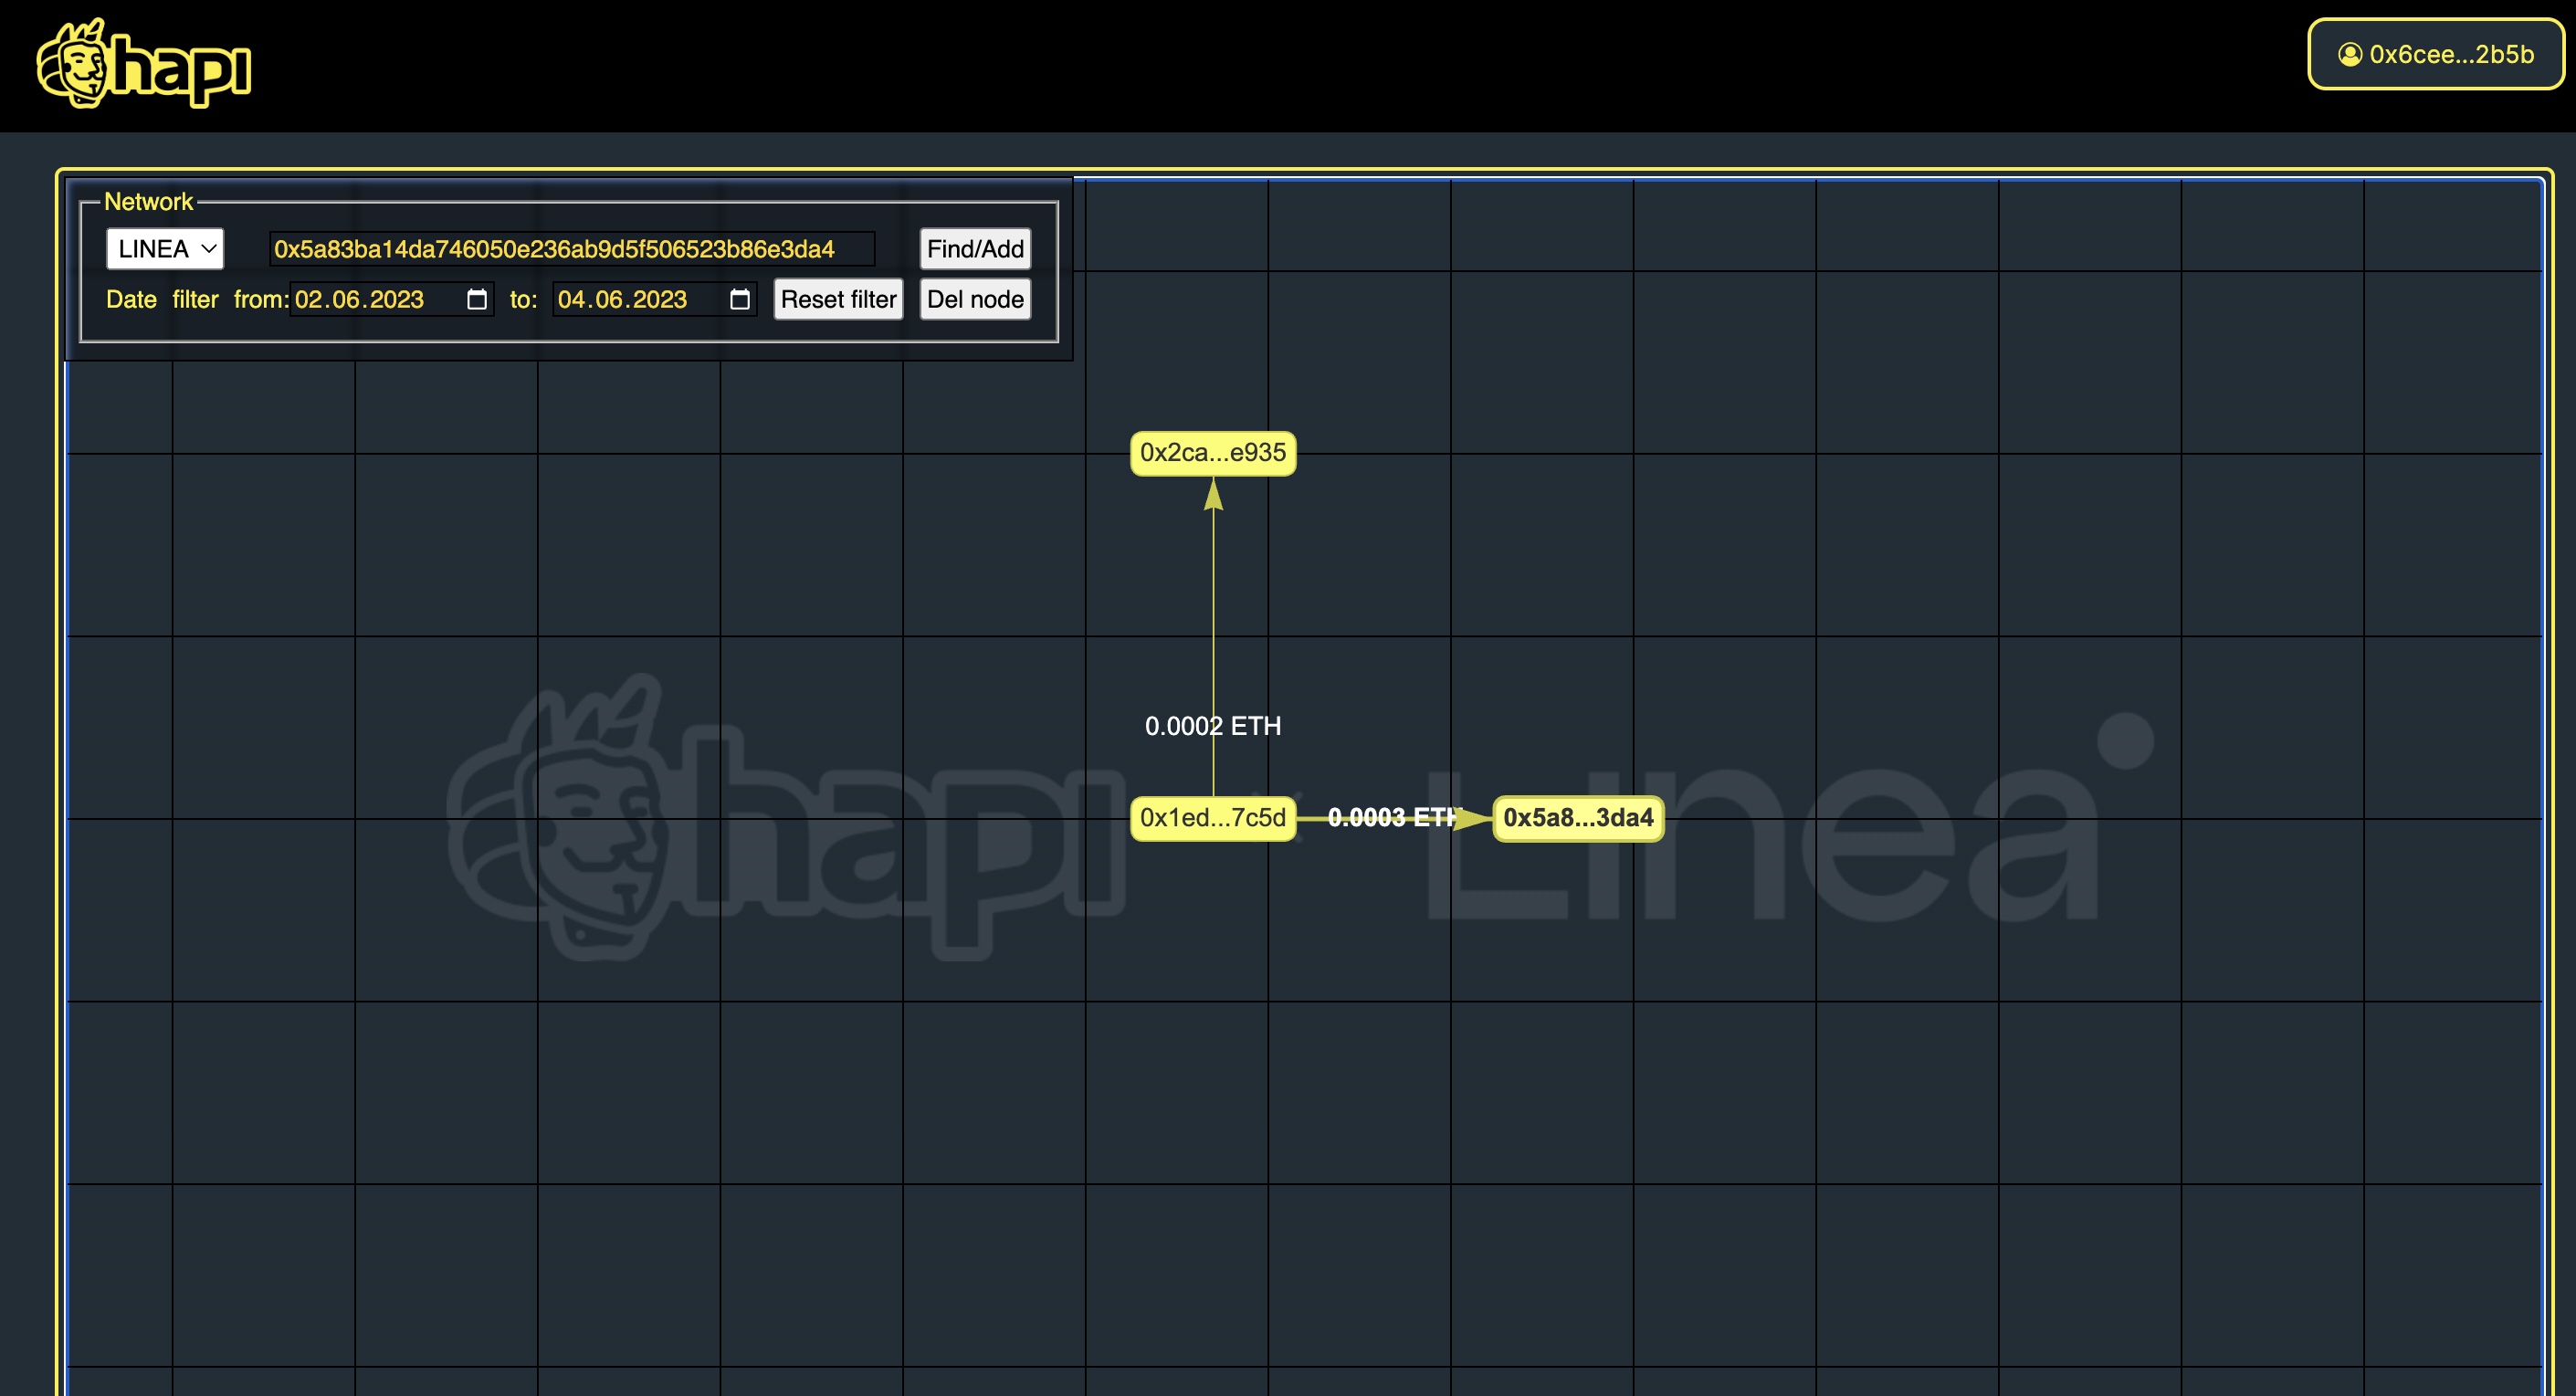 hapi
0x6cee...2b5b
Network
LINEA 0x5a83ba14da746050e236ab9d5f506523b86e3da4 Find/Add
Date filter from: 02.06.2023 to: 04.06.2023 Reset filter Del node
0x2ca...e935
0.0002 ETH
0x1ed...7c5d 0.0003 ETH 0x5a8...3da4
hapi × Linea